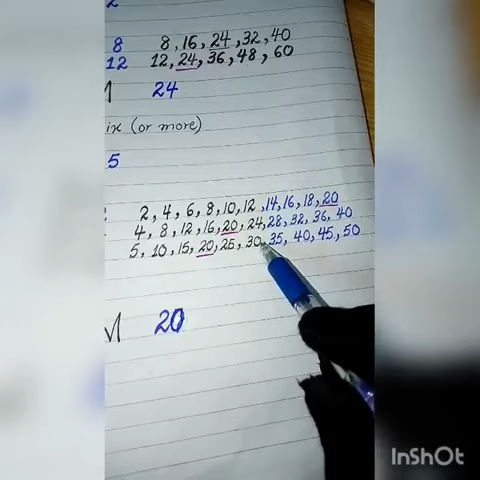 8 8, 16, 24, 32, 40
12 12, 24, 36, 48, 60
24
(or more)
5
2, 4, 6, 8, 10, 12, 14, 16, 18, 20
4, 8, 12, 16, 20, 24, 28, 32, 36, 40
5, 10, 15, 20, 25, 30, 35, 40, 45, 50
20
InShOt